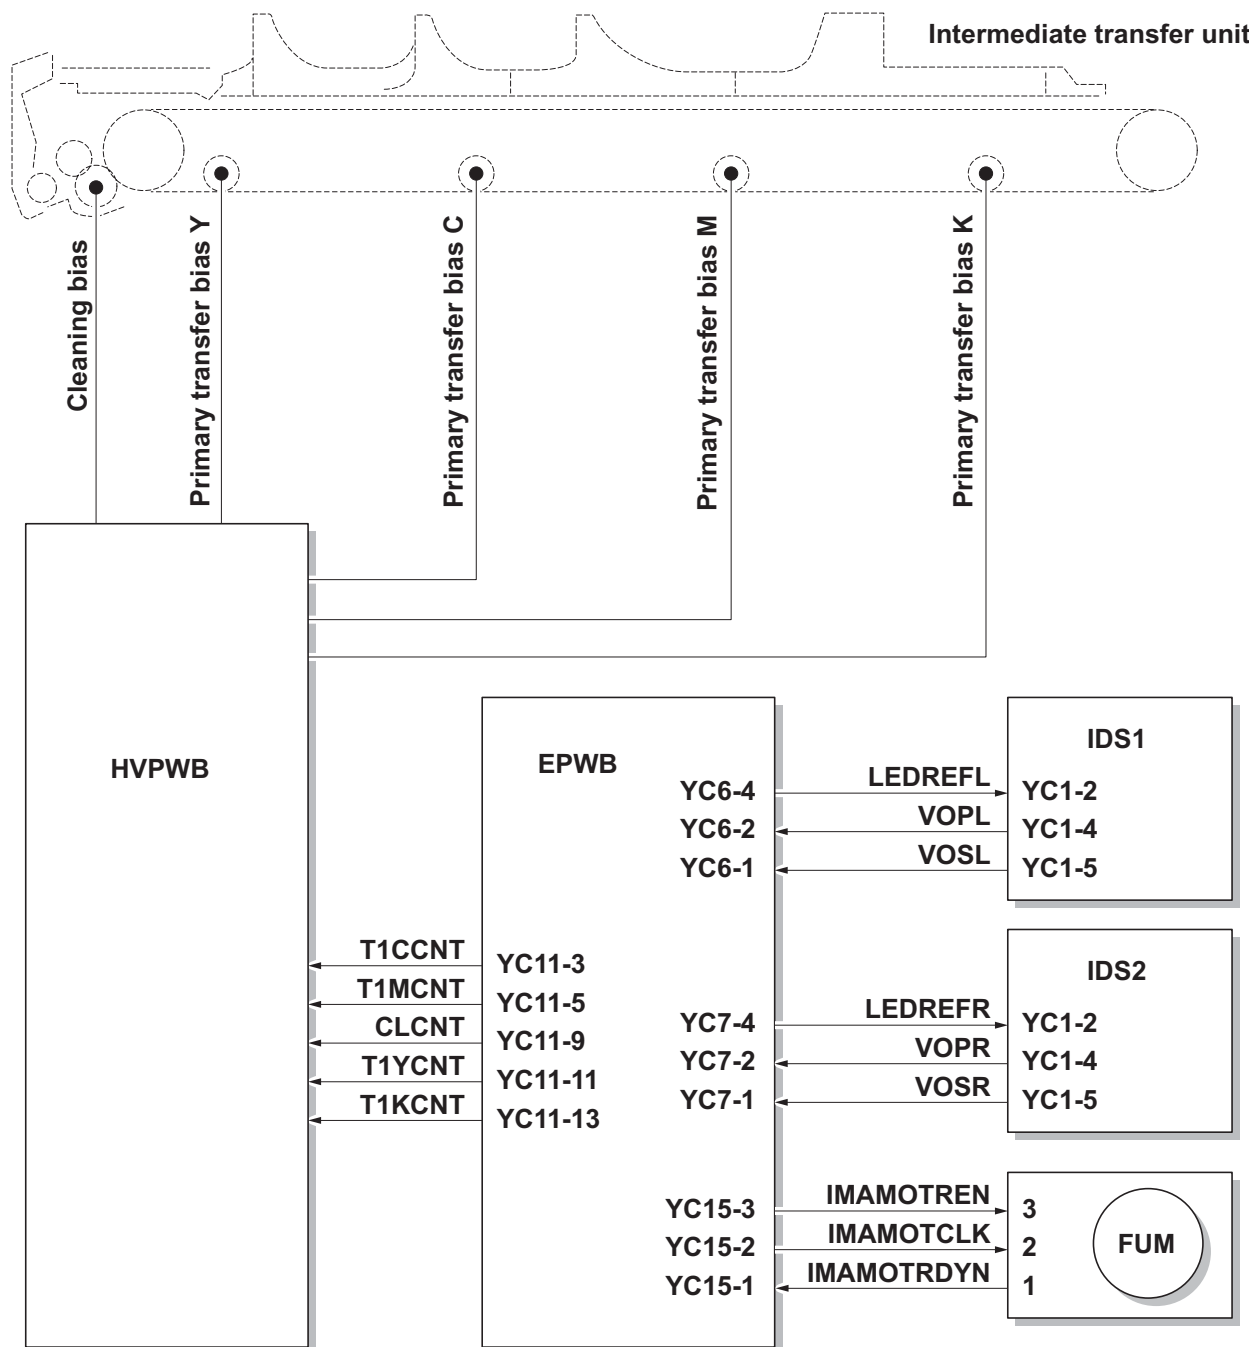 Intermediate transfer unit
Cleaning bias
Primary transfer bias Y
Primary transfer bias C
Primary transfer bias M
Primary transfer bias K
HVPWB
EPWB
IDS1
YC6-4
LEDREFL
YC1-2
YC6-2
VOPL
YC1-4
YC6-1
VOSL
YC1-5
T1CCNT
YC11-3
T1MCNT
YC11-5
CLCNT
YC11-9
T1YCNT
YC11-11
T1KCNT
YC11-13
IDS2
YC7-4
LEDREFR
YC1-2
YC7-2
VOPR
YC1-4
YC7-1
VOSR
YC1-5
YC15-3
IMAMOTREN
3
YC15-2
IMAMOTCLK
2
YC15-1
IMAMOTRDYN
1
FUM